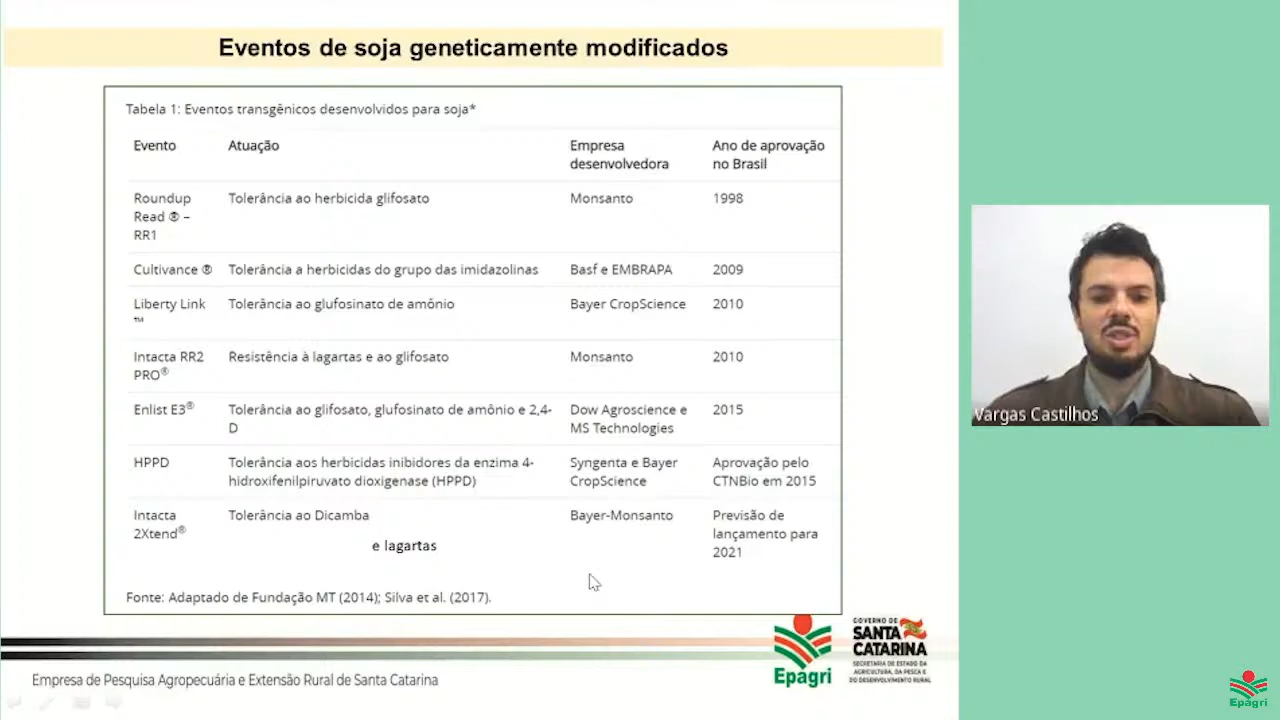 Eventos de soja geneticamente modificados
Tabela 1: Eventos transgênicos desenvolvidos para soja*
Evento Atuação Empresa desenvolvedora Ano de aprovação no Brasil
Roundup Read ® – RR1 Tolerância ao herbicida glifosato Monsanto 1998
Cultivance ® Tolerância a herbicidas do grupo das imidazolinas Basf e EMBRAPA 2009
Liberty Link ™ Tolerância ao glufosinato de amônio Bayer CropScience 2010
Intacta RR2 PRO® Resistência à lagartas e ao glifosato Monsanto 2010
Enlist E3® Tolerância ao glifosato, glufosinato de amônio e 2,4-D Dow Agroscience e MS Technologies 2015
HPPD Tolerância aos herbicidas inibidores da enzima 4-hidroxifenilpiruvato dioxigenase (HPPD) Syngenta e Bayer CropScience Aprovação pelo CTNBio em 2015
Intacta 2Xtend® Tolerância ao Dicamba e lagartas Bayer-Monsanto Previsão de lançamento para 2021
Fonte: Adaptado de Fundação MT (2014); Silva et al. (2017).
Vargas Castilhos
Epagri
GOVERNO DE
SANTA
CATARINA
SECRETARIA DE ESTADO DA
AGRICULTURA, DA PESCA E
DO DESENVOLVIMENTO RURAL
Empresa de Pesquisa ria e Extensão Rural de Santa Catarina
Epagri